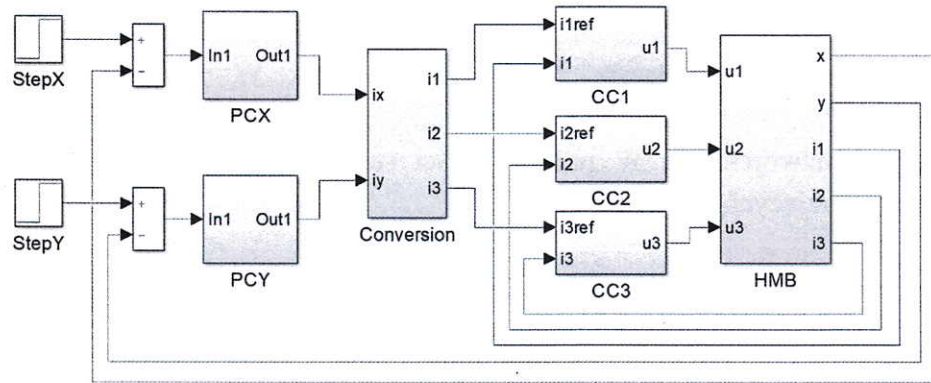 StepX
+
−
In1
Out1
PCX
StepY
+
−
In1
Out1
PCY
ix
iy
i1
i2
i3
Conversion
i1ref
i1
u1
CC1
i2ref
i2
u2
CC2
i3ref
i3
u3
CC3
u1
u2
u3
x
y
i1
i2
i3
HMB